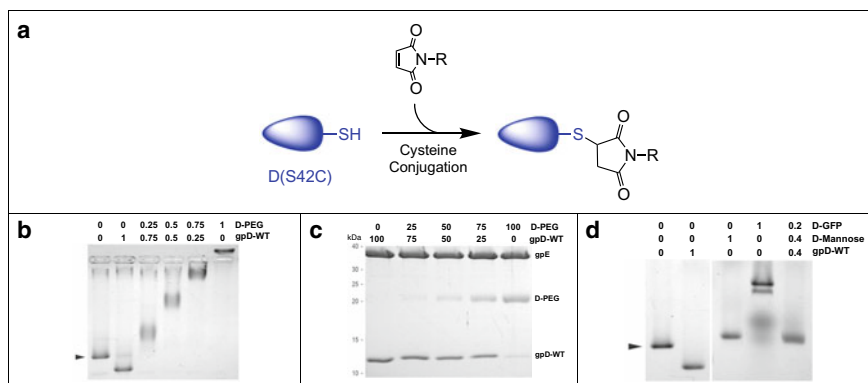 a
O
N–R
O
SH
D(S42C)
Cysteine
Conjugation
S
O
N–R
O
b
0 0 0.25 0.5 0.75 1 D-PEG
0 1 0.75 0.5 0.25 0 gpD-WT
c
0 25 50 75 100 D-PEG
100 75 50 25 0 gpD-WT
kDa
40
35
25
20
15
10
gpE
D-PEG
gpD-WT
d
0 0 0 1 0.2 D-GFP
0 0 1 0 0.4 D-Mannose
0 1 0 0 0.4 gpD-WT